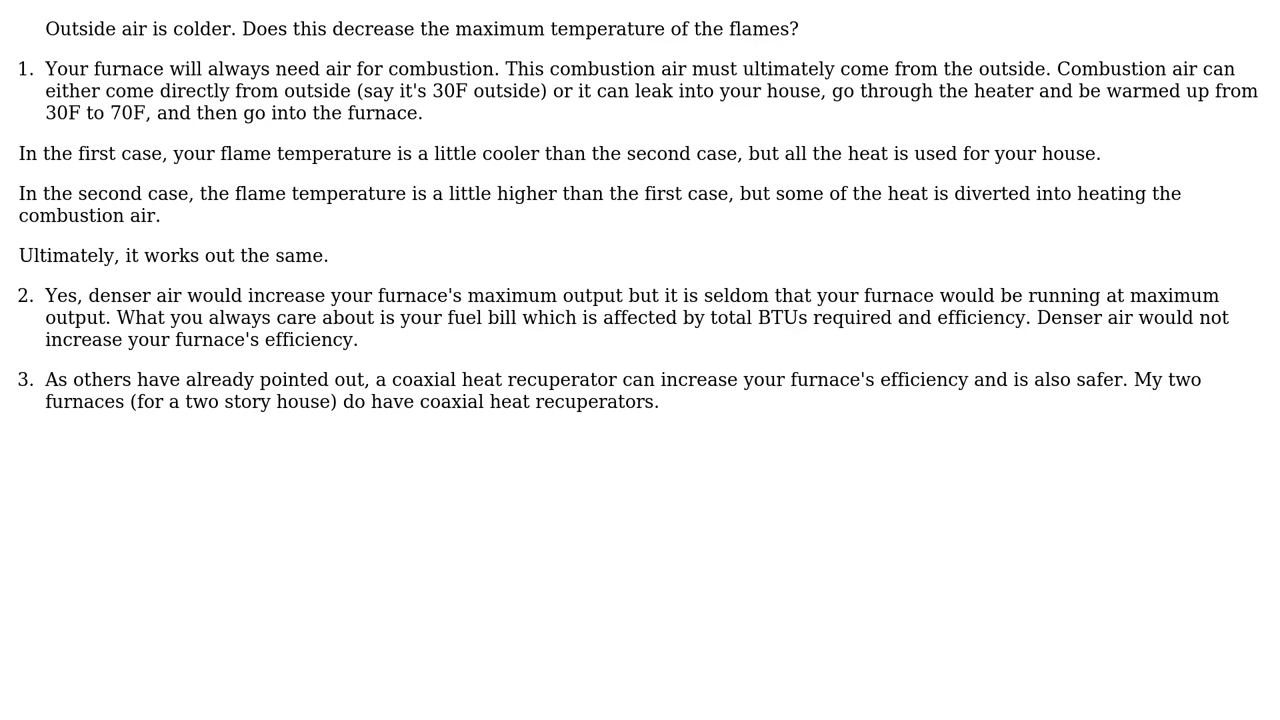 Outside air is colder. Does this decrease the maximum temperature of the flames?
1. Your furnace will always need air for combustion. This combustion air must ultimately come from the outside. Combustion air can
either come directly from outside (say it's 30F outside) or it can leak into your house, go through the heater and be warmed up from
30F to 70F, and then go into the furnace.
In the first case, your flame temperature is a little cooler than the second case, but all the heat is used for your house.
In the second case, the flame temperature is a little higher than the first case, but some of the heat is diverted into heating the
combustion air.
Ultimately, it works out the same.
2. Yes, denser air would increase your furnace's maximum output but it is seldom that your furnace would be running at maximum
output. What you always care about is your fuel bill which is affected by total BTUs required and efficiency. Denser air would not
increase your furnace's efficiency.
3. As others have already pointed out, a coaxial heat recuperator can increase your furnace's efficiency and is also safer. My two
furnaces (for a two story house) do have coaxial heat recuperators.